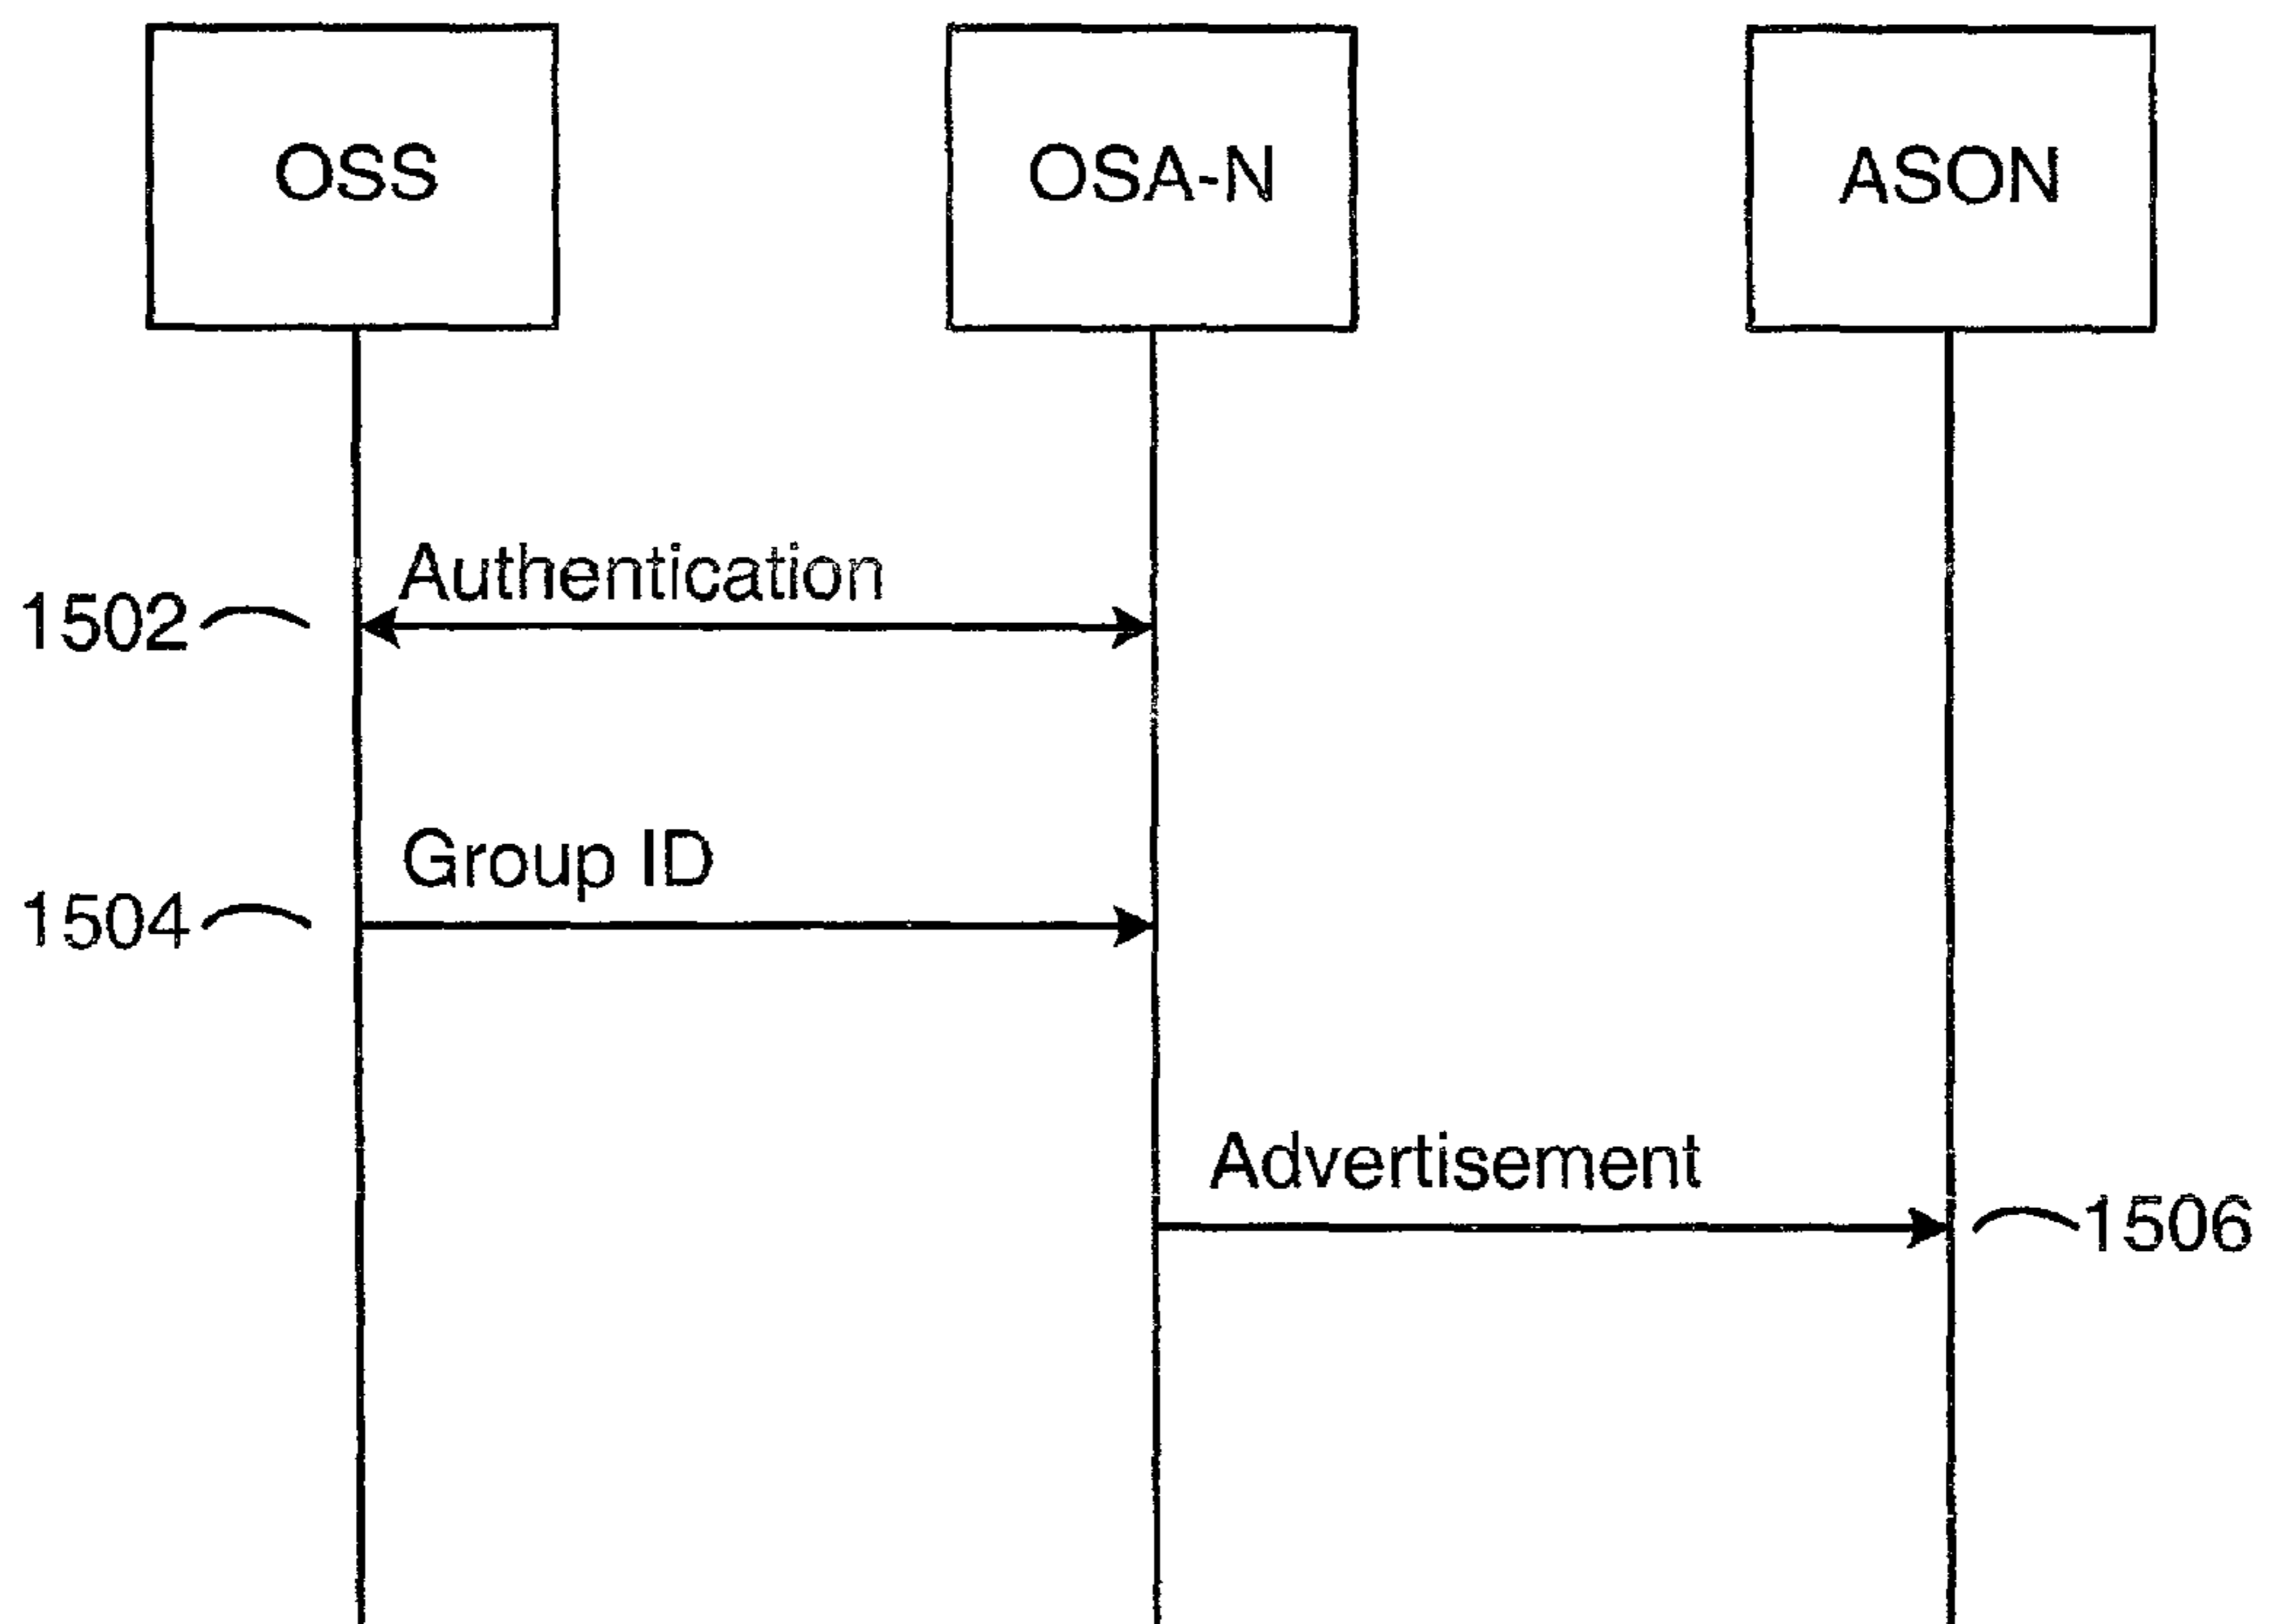 OSS
OSA-N
ASON
Authentication
1502
Group ID
1504
Advertisement
1506